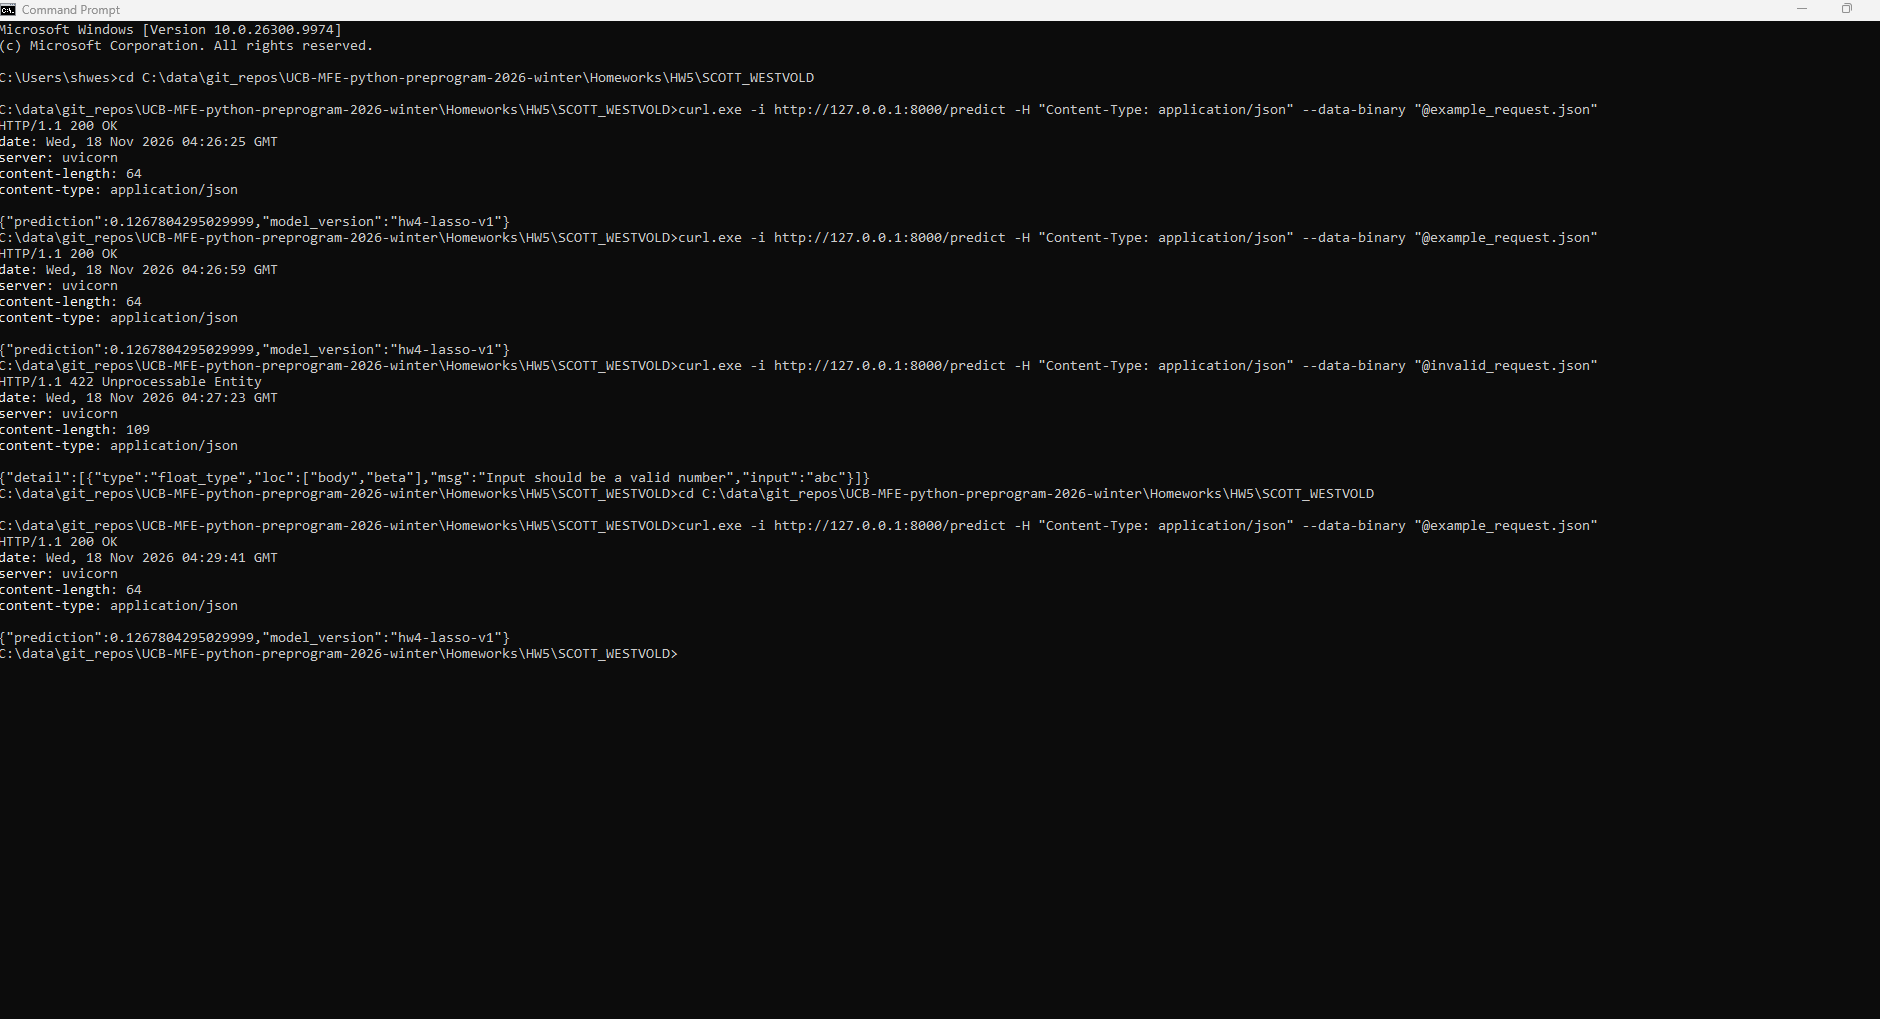 Command Prompt
Microsoft Windows [Version 10.0.26300.9974]
(c) Microsoft Corporation. All rights reserved.
C:\Users\shwes>cd C:\data\git_repos\UCB-MFE-python-preprogram-2026-winter\Homeworks\HW5\SCOTT_WESTVOLD
C:\data\git_repos\UCB-MFE-python-preprogram-2026-winter\Homeworks\HW5\SCOTT_WESTVOLD>curl.exe -i http://127.0.0.1:8000/predict -H "Content-Type: application/json" --data-binary "@example_request.json"
HTTP/1.1 200 OK
date: Wed, 18 Nov 2026 04:26:25 GMT
server: uvicorn
content-length: 64
content-type: application/json
{"prediction":0.1267804295029999,"model_version":"hw4-lasso-v1"}
C:\data\git_repos\UCB-MFE-python-preprogram-2026-winter\Homeworks\HW5\SCOTT_WESTVOLD>curl.exe -i http://127.0.0.1:8000/predict -H "Content-Type: application/json" --data-binary "@example_request.json"
HTTP/1.1 200 OK
date: Wed, 18 Nov 2026 04:26:59 GMT
server: uvicorn
content-length: 64
content-type: application/json
{"prediction":0.1267804295029999,"model_version":"hw4-lasso-v1"}
C:\data\git_repos\UCB-MFE-python-preprogram-2026-winter\Homeworks\HW5\SCOTT_WESTVOLD>curl.exe -i http://127.0.0.1:8000/predict -H "Content-Type: application/json" --data-binary "@invalid_request.json"
HTTP/1.1 422 Unprocessable Entity
date: Wed, 18 Nov 2026 04:27:23 GMT
server: uvicorn
content-length: 109
content-type: application/json
{"detail":[{"type":"float_type","loc":["body","beta"],"msg":"Input should be a valid number","input":"abc"}]}
C:\data\git_repos\UCB-MFE-python-preprogram-2026-winter\Homeworks\HW5\SCOTT_WESTVOLD>cd C:\data\git_repos\UCB-MFE-python-preprogram-2026-winter\Homeworks\HW5\SCOTT_WESTVOLD
C:\data\git_repos\UCB-MFE-python-preprogram-2026-winter\Homeworks\HW5\SCOTT_WESTVOLD>curl.exe -i http://127.0.0.1:8000/predict -H "Content-Type: application/json" --data-binary "@example_request.json"
HTTP/1.1 200 OK
date: Wed, 18 Nov 2026 04:29:41 GMT
server: uvicorn
content-length: 64
content-type: application/json
{"prediction":0.1267804295029999,"model_version":"hw4-lasso-v1"}
C:\data\git_repos\UCB-MFE-python-preprogram-2026-winter\Homeworks\HW5\SCOTT_WESTVOLD>